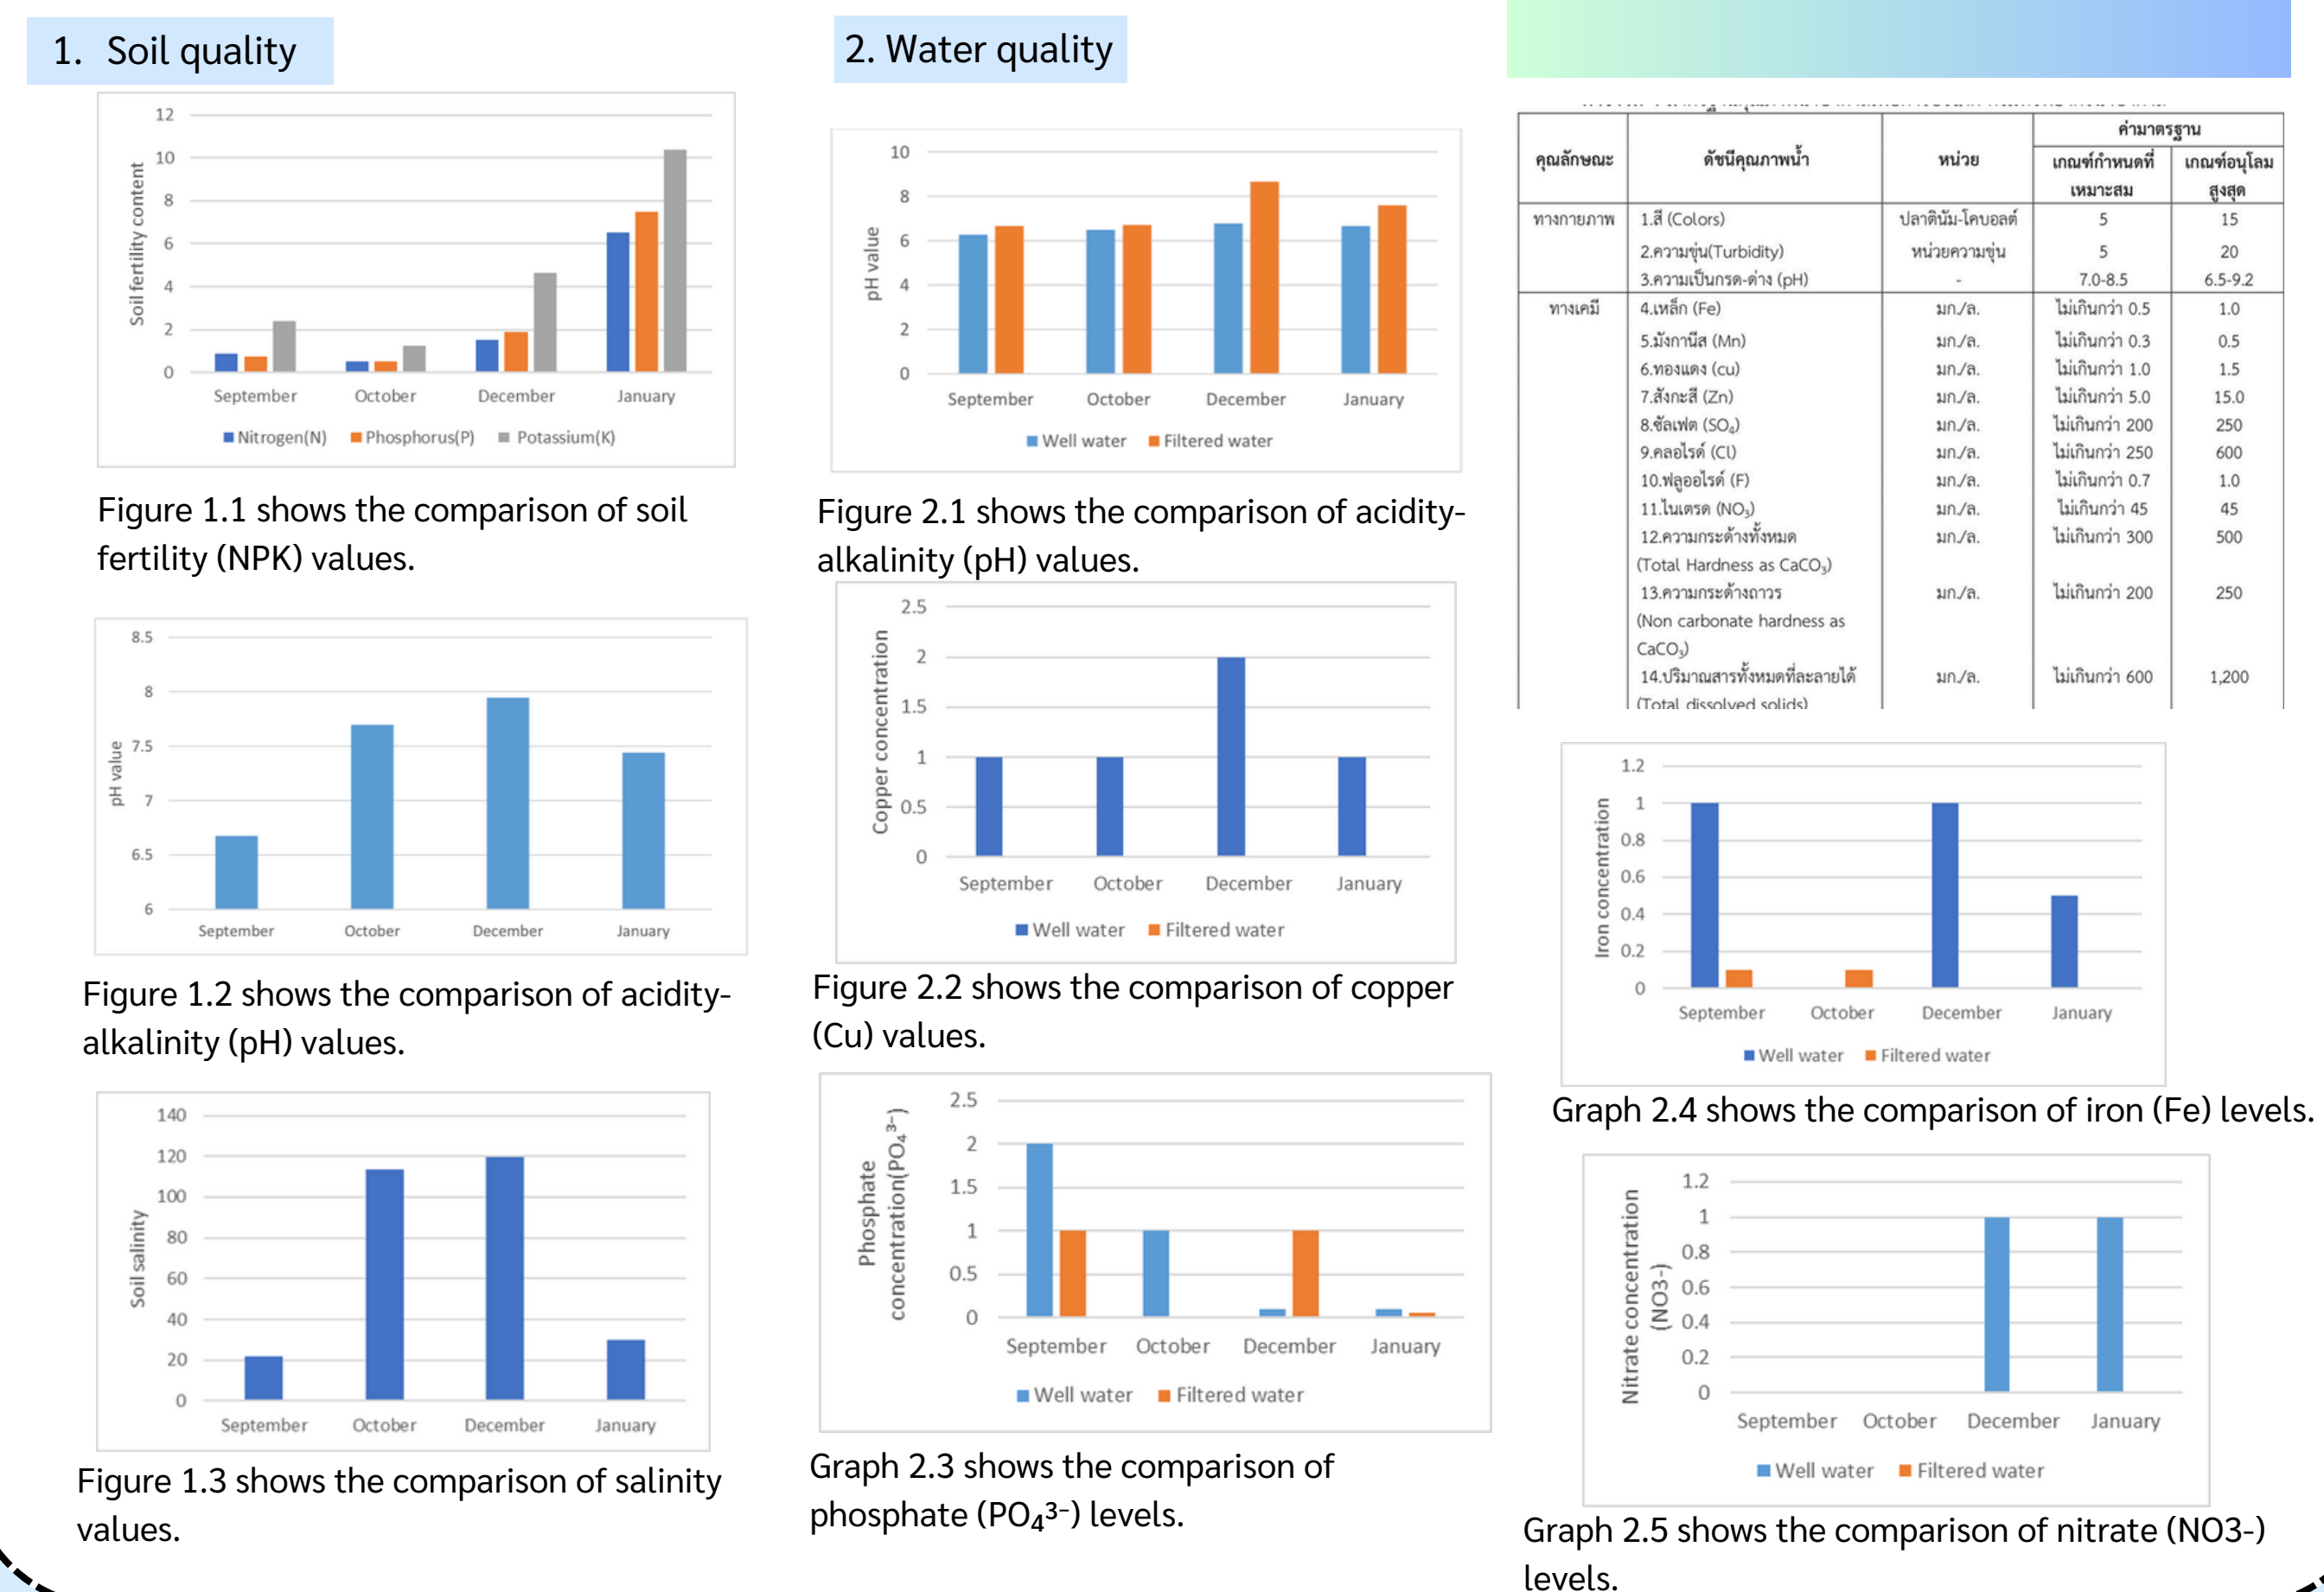 1. Soil quality
12
10
8
6
4
2
0
Soil fertility content
September October December January
Nitrogen(N) Phosphorus(P) Potassium(K)
Figure 1.1 shows the comparison of soil
fertility (NPK) values.
8.5
8
7.5
7
6.5
6
pH value
September October December January
Figure 1.2 shows the comparison of acidity-
alkalinity (pH) values.
140
120
100
80
60
40
20
0
Soil salinity
September October December January
Figure 1.3 shows the comparison of salinity
values.
2. Water quality
10
8
6
4
2
0
pH value
September October December January
Well water Filtered water
Figure 2.1 shows the comparison of acidity-
alkalinity (pH) values.
2.5
2
1.5
1
0.5
0
Copper concentration
September October December January
Well water Filtered water
Figure 2.2 shows the comparison of copper
(Cu) values.
2.5
2
1.5
1
0.5
0
Phosphate
concentration(PO₄³⁻)
September October December January
Well water Filtered water
Graph 2.3 shows the comparison of
phosphate (PO₄³⁻) levels.
ค่ามาตรฐาน
คุณลักษณะ ดัชนีคุณภาพน้ำ หน่วย เกณฑ์กำหนดที่ เกณฑ์อนุโลม
เหมาะสม สูงสุด
ทางกายภาพ 1.สี (Colors) ปลาตินัม-โคบอลต์ 5 15
2.ความขุ่น(Turbidity) หน่วยความขุ่น 5 20
3.ความเป็นกรด-ด่าง (pH) - 7.0-8.5 6.5-9.2
ทางเคมี 4.เหล็ก (Fe) มก./ล. ไม่เกินกว่า 0.5 1.0
5.มังกานีส (Mn) มก./ล. ไม่เกินกว่า 0.3 0.5
6.ทองแดง (cu) มก./ล. ไม่เกินกว่า 1.0 1.5
7.สังกะสี (Zn) มก./ล. ไม่เกินกว่า 5.0 15.0
8.ซัลเฟต (SO₄) มก./ล. ไม่เกินกว่า 200 250
9.คลอไรด์ (Cl) มก./ล. ไม่เกินกว่า 250 600
10.ฟลูออไรด์ (F) มก./ล. ไม่เกินกว่า 0.7 1.0
11.ไนเตรด (NO₃) มก./ล. ไม่เกินกว่า 45 45
12.ความกระด้างทั้งหมด มก./ล. ไม่เกินกว่า 300 500
(Total Hardness as CaCO₃)
13.ความกระด้างถาวร มก./ล. ไม่เกินกว่า 200 250
(Non carbonate hardness as
CaCO₃)
14.ปริมาณสารทั้งหมดที่ละลายได้ มก./ล. ไม่เกินกว่า 600 1,200
(Total dissolved solids)
1.2
1
0.8
0.6
0.4
0.2
0
Iron concentration
September October December January
Well water Filtered water
Graph 2.4 shows the comparison of iron (Fe) levels.
1.2
1
0.8
0.6
0.4
0.2
0
Nitrate concentration
(NO3-)
September October December January
Well water Filtered water
Graph 2.5 shows the comparison of nitrate (NO3-)
levels.